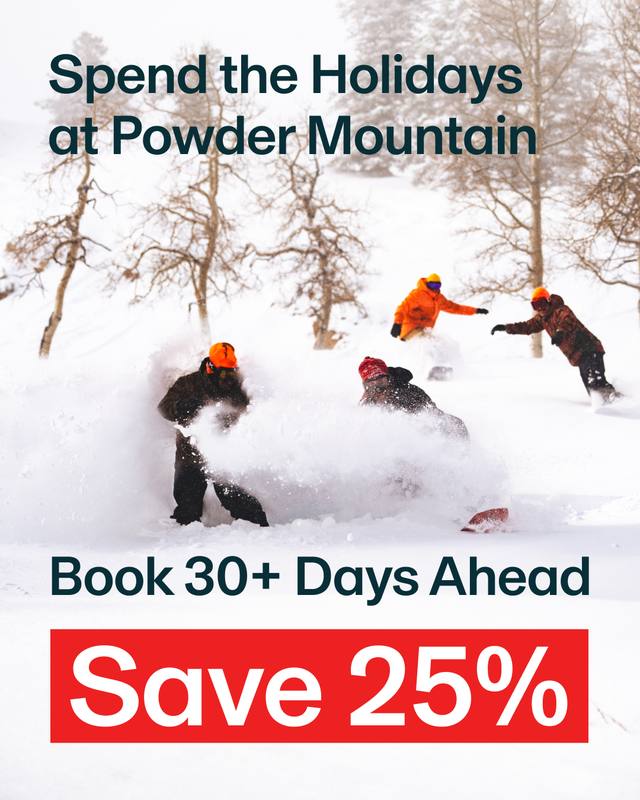 Spend the Holidays
at Powder Mountain
Book 30+ Days Ahead
Save 25%